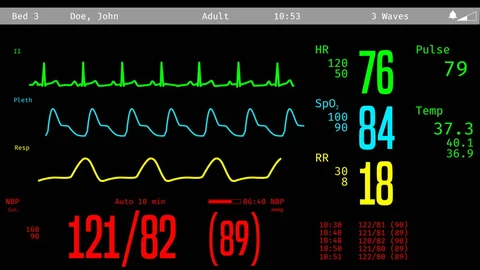 Bed 3 Doe, John Adult 10:53 3 Waves
II
HR
120
50
76
Pulse
79
Pleth
SpO₂
100
90
84
Temp
37.3
40.1
36.9
Resp
RR
30
8
18
NBP
Auto 10 min
06:40 NBP
160
90
121/82 (89)
10:30 122/81 (90)
10:40 121/81 (89)
10:48 120/82 (90)
10:50 121/80 (89)
10:51 122/80 (89)